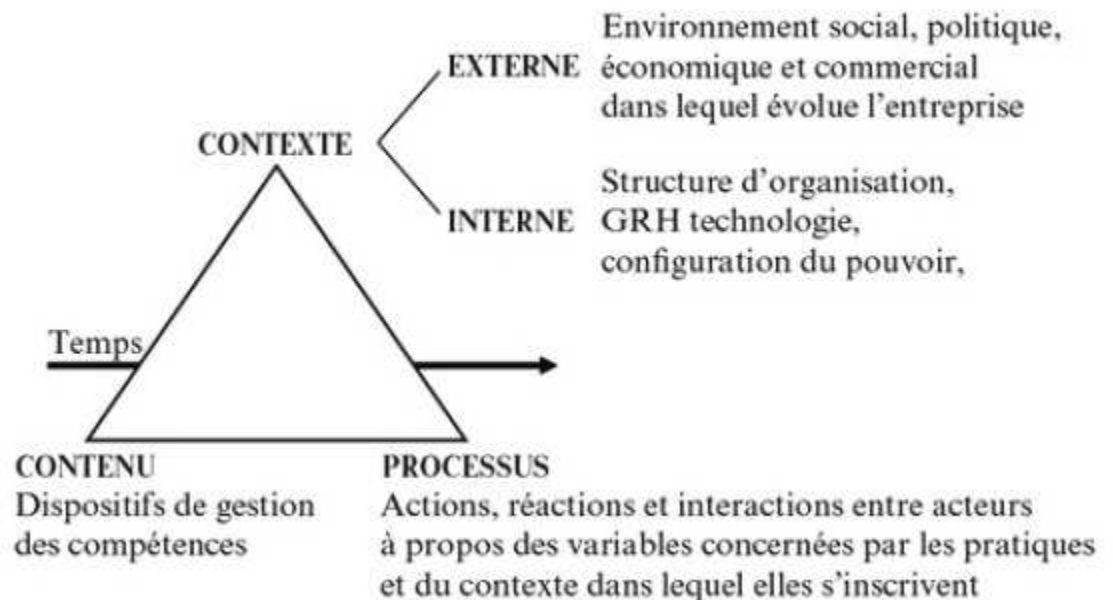 Environnement social, politique,
EXTERNE économique et commercial
dans lequel évolue l'entreprise
CONTEXTE
Structure d'organisation,
INTERNE GRH technologie,
configuration du pouvoir,
Temps
CONTENU
Dispositifs de gestion
des compétences
PROCESSUS
Actions, réactions et interactions entre acteurs
à propos des variables concernées par les pratiques
et du contexte dans lequel elles s'inscrivent